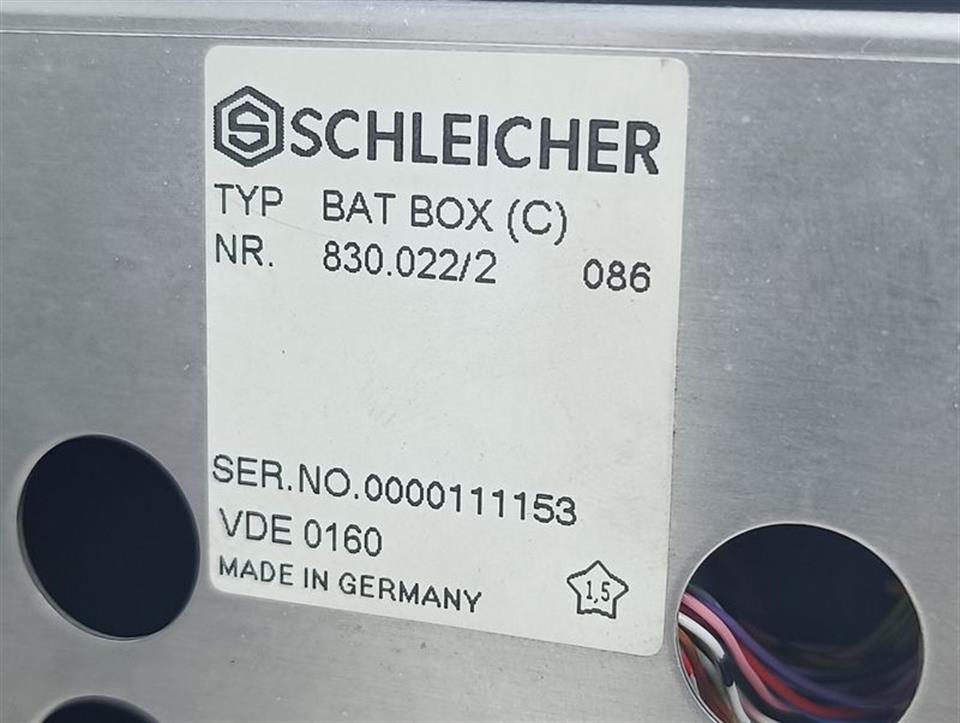 SCHLEICHER
TYP BAT BOX (C)
NR. 830.022/2 086
SER.NO.0000111153
VDE 0160
MADE IN GERMANY
1,5